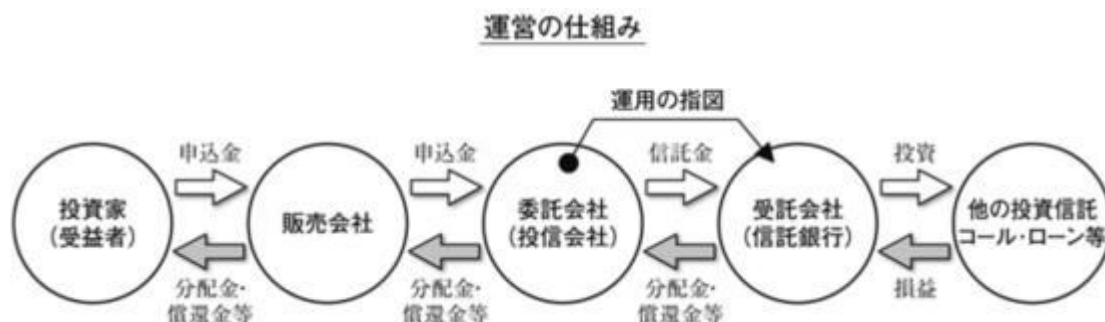 運営の仕組み
運用の指図
申込金
申込金
信託金
投資
投資家
(受益者)
販売会社
委託会社
(投信会社)
受託会社
(信託銀行)
他の投資信託
コール・ローン等
分配金・
償還金等
分配金・
償還金等
分配金・
償還金等
損益